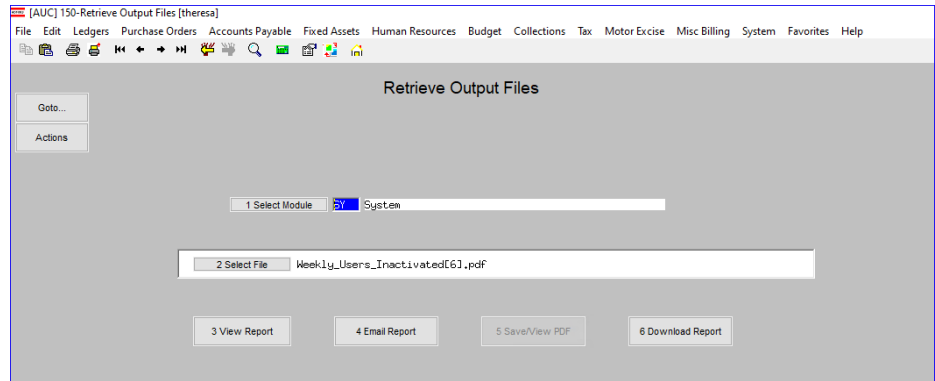 [AUC] 150-Retrieve Output Files [theresa]
File Edit Ledgers Purchase Orders Accounts Payable Fixed Assets Human Resources Budget Collections Tax Motor Excise Misc Billing System Favorites Help
Retrieve Output Files
Goto...
Actions
1 Select Module SY System
2 Select File Weekly_Users_Inactivated[6].pdf
3 View Report 4 Email Report 5 Save/View PDF 6 Download Report